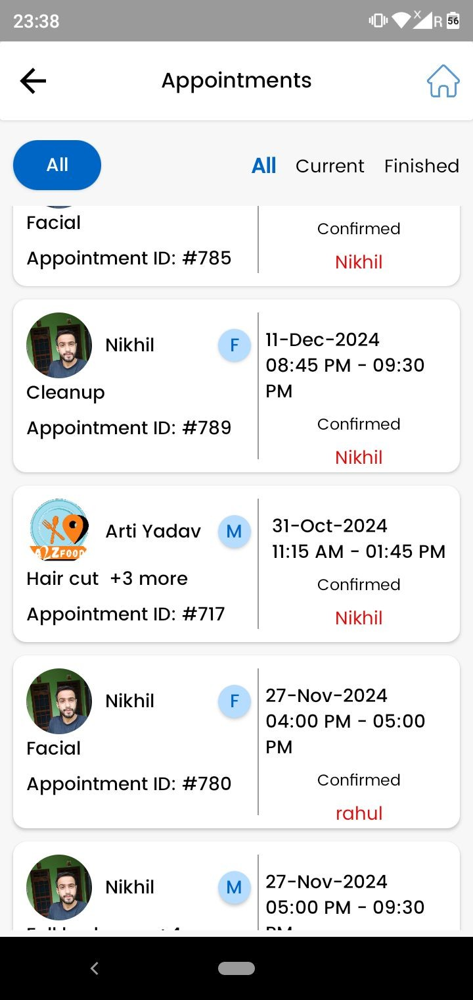 23:38
X
R
56
Appointments
All
All Current Finished
Facial
Appointment ID: #785
Confirmed
Nikhil
Nikhil
F
Cleanup
Appointment ID: #789
11-Dec-2024
08:45 PM - 09:30
PM
Confirmed
Nikhil
A2ZFOOD
Arti Yadav
M
Hair cut +3 more
Appointment ID: #717
31-Oct-2024
11:15 AM - 01:45 PM
Confirmed
Nikhil
Nikhil
F
Facial
Appointment ID: #780
27-Nov-2024
04:00 PM - 05:00
PM
Confirmed
rahul
Nikhil
M
27-Nov-2024
05:00 PM - 09:30
PM